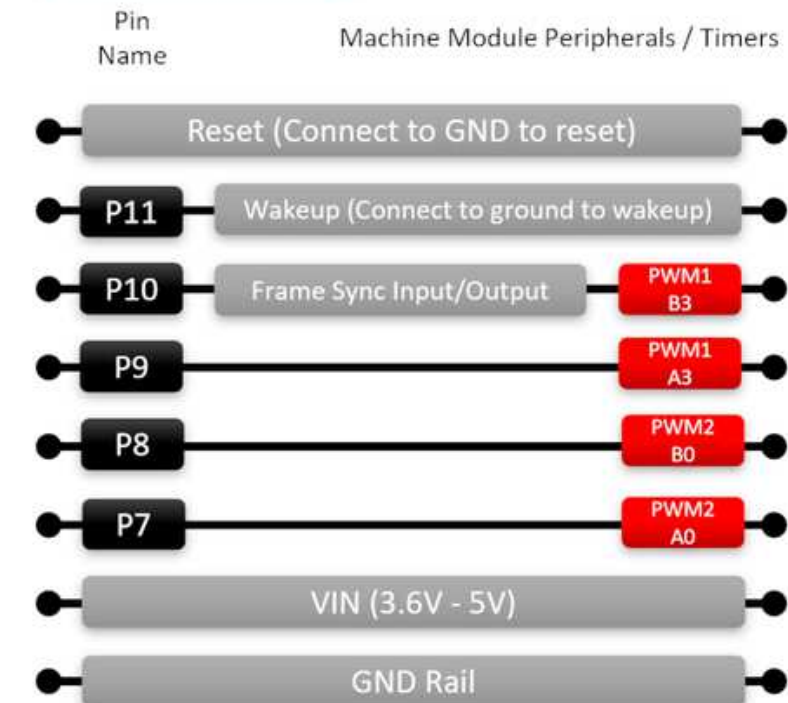 Pin
Name
Machine Module Peripherals / Timers
Reset (Connect to GND to reset)
P11
Wakeup (Connect to ground to wakeup)
P10
Frame Sync Input/Output
PWM1
B3
P9
PWM1
A3
P8
PWM2
B0
P7
PWM2
A0
VIN (3.6V - 5V)
GND Rail